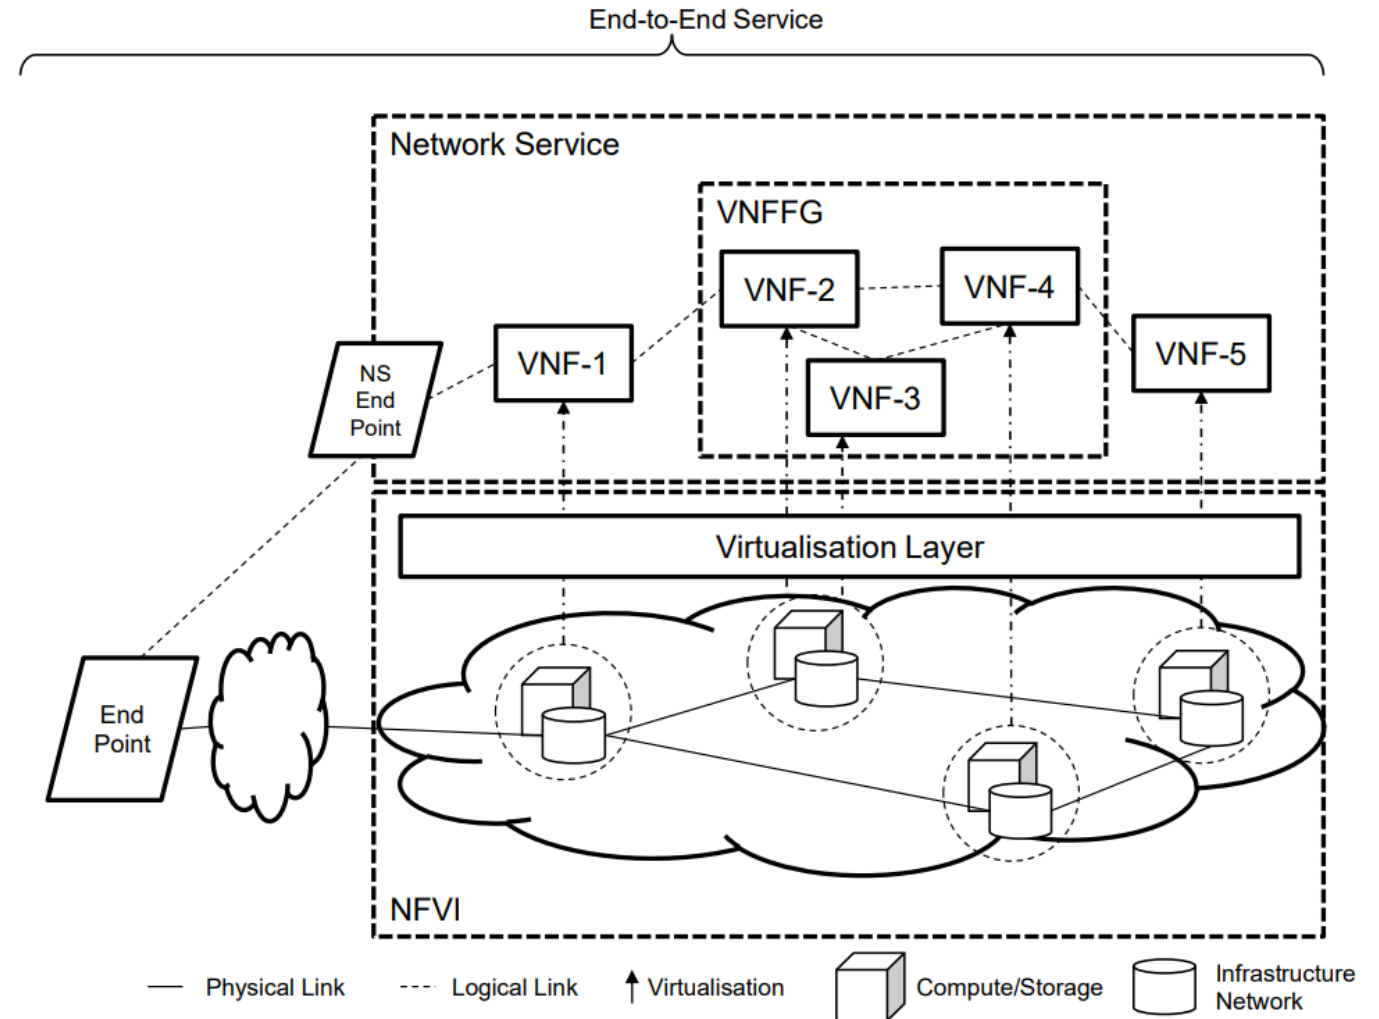 End-to-End Service
Network Service
VNFFG
VNF-2
VNF-4
VNF-1
VNF-5
VNF-3
NS
End
Point
Virtualisation Layer
End
Point
NFVI
Physical Link
Logical Link
Virtualisation
Compute/Storage
Infrastructure
Network